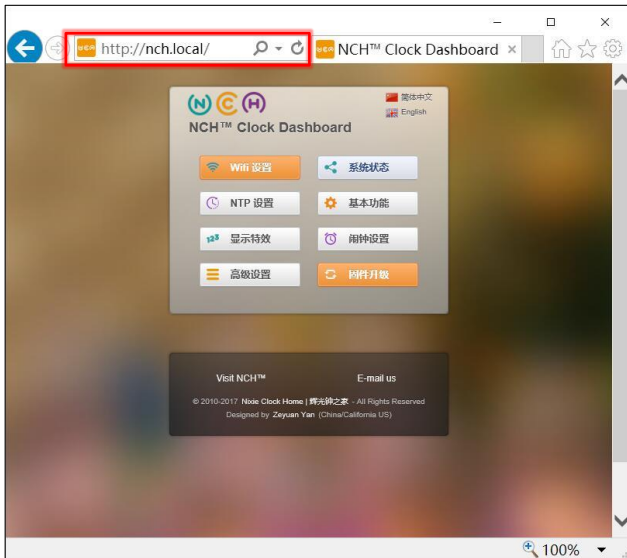 http://nch.local/
NCH™ Clock Dashboard
N C H
简体中文
English
NCH™ Clock Dashboard
Wifi 设置
系统状态
NTP 设置
基本功能
123 显示特效
闹钟设置
高级设置
固件升级
Visit NCH™
E-mail us
© 2010-2017 Nixie Clock Home | 辉光钟之家 - All Rights Reserved
Designed by Zeyuan Yan (China/California US)
100%